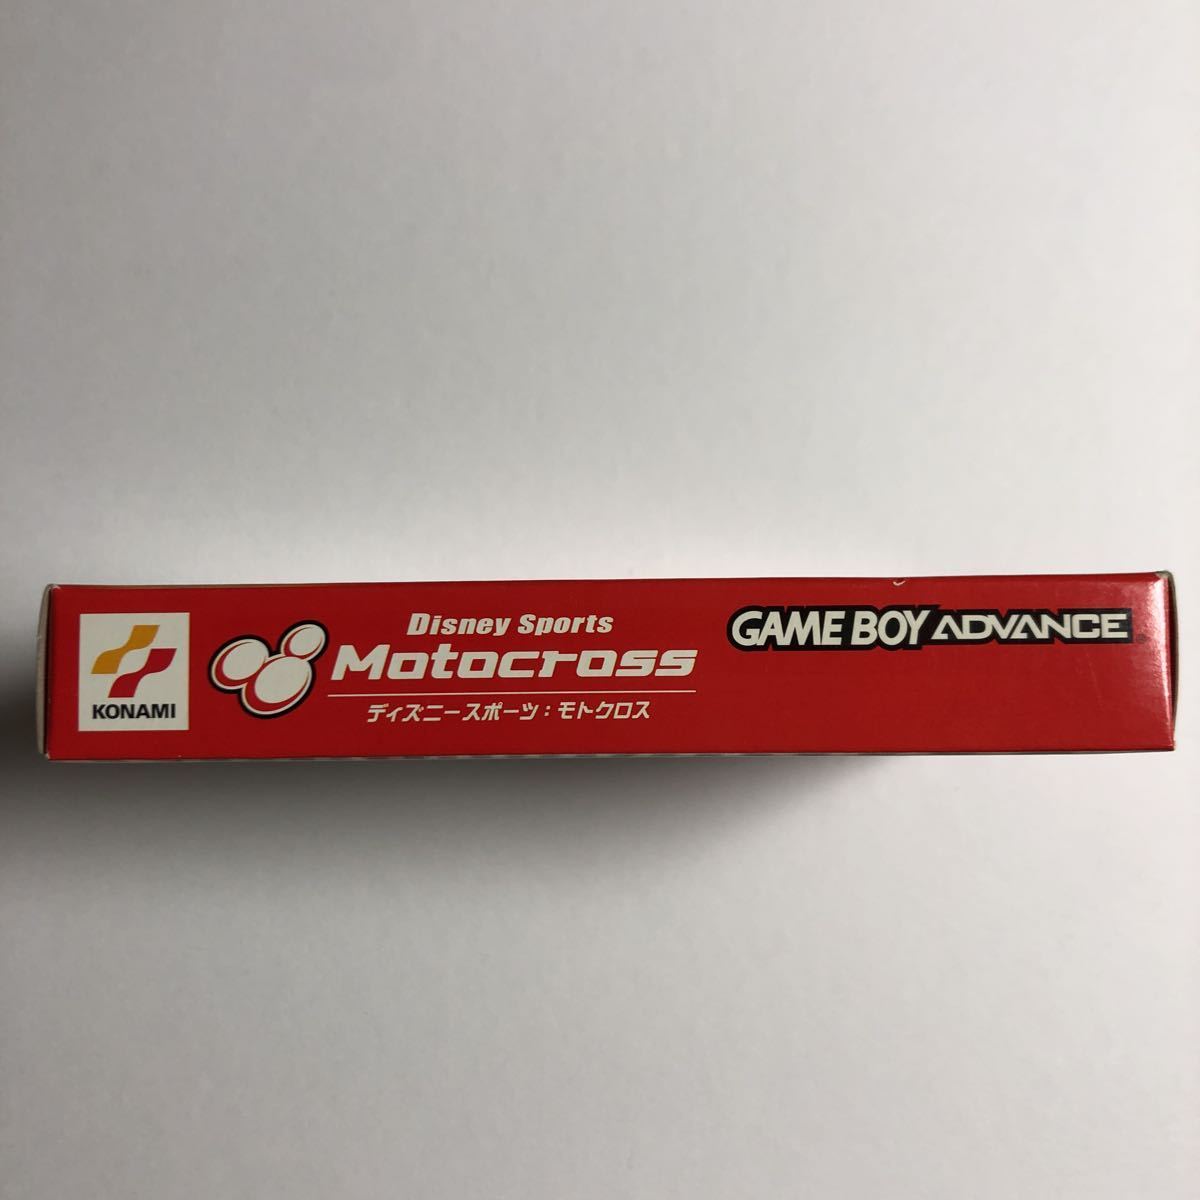 KONAMI
Disney Sports
Motocross
ディズニースポーツ：モトクロス
GAME BOY ADVANCE